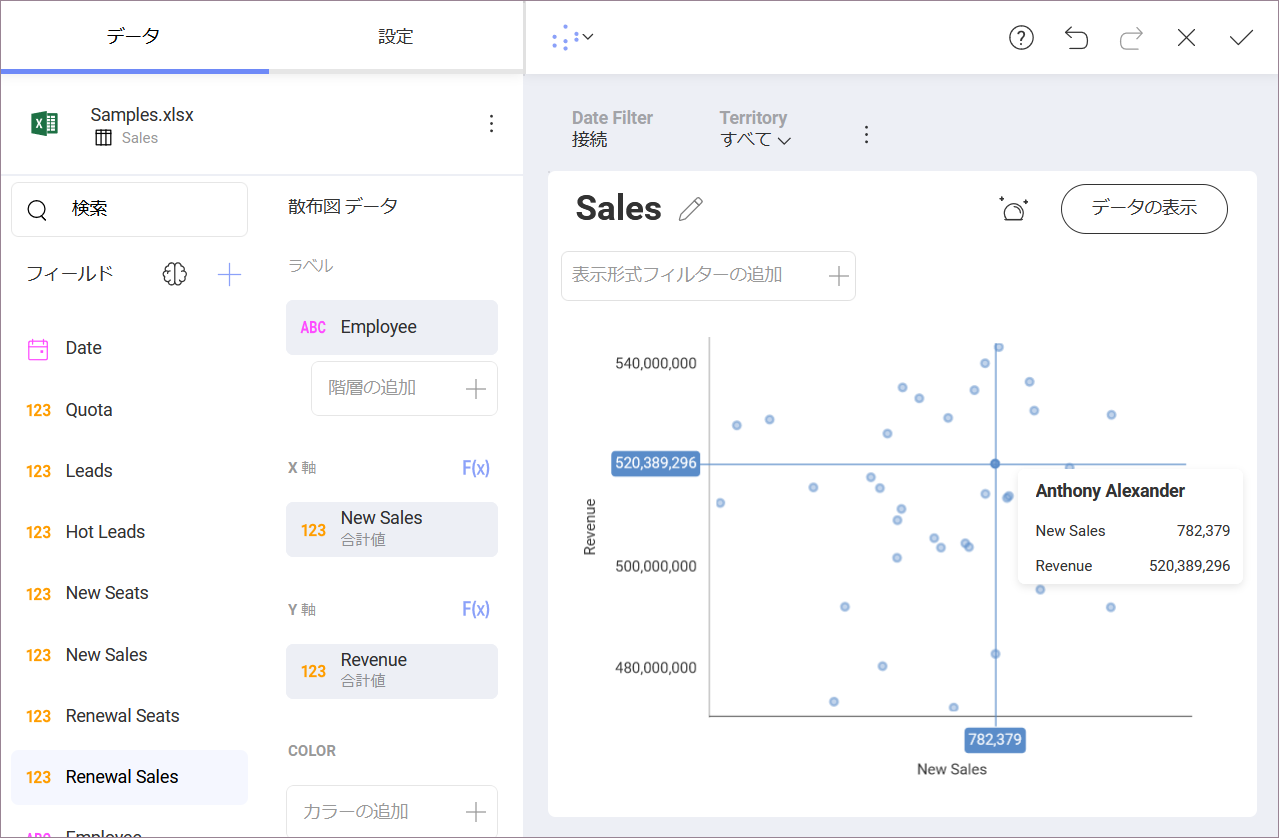 データ
設定
Samples.xlsx
Sales
検索
フィールド
Date
123 Quota
123 Leads
123 Hot Leads
123 New Seats
123 New Sales
123 Renewal Seats
123 Renewal Sales
ABC Employee
散布図 データ
ラベル
ABC Employee
階層の追加
X 軸 F(x)
123 New Sales
合計値
Y 軸 F(x)
123 Revenue
合計値
COLOR
カラーの追加
Date Filter
接続
Territory
すべて
Sales
データの表示
表示形式フィルターの追加
540,000,000
520,389,296
500,000,000
480,000,000
Revenue
Anthony Alexander
New Sales 782,379
Revenue 520,389,296
782,379
New Sales